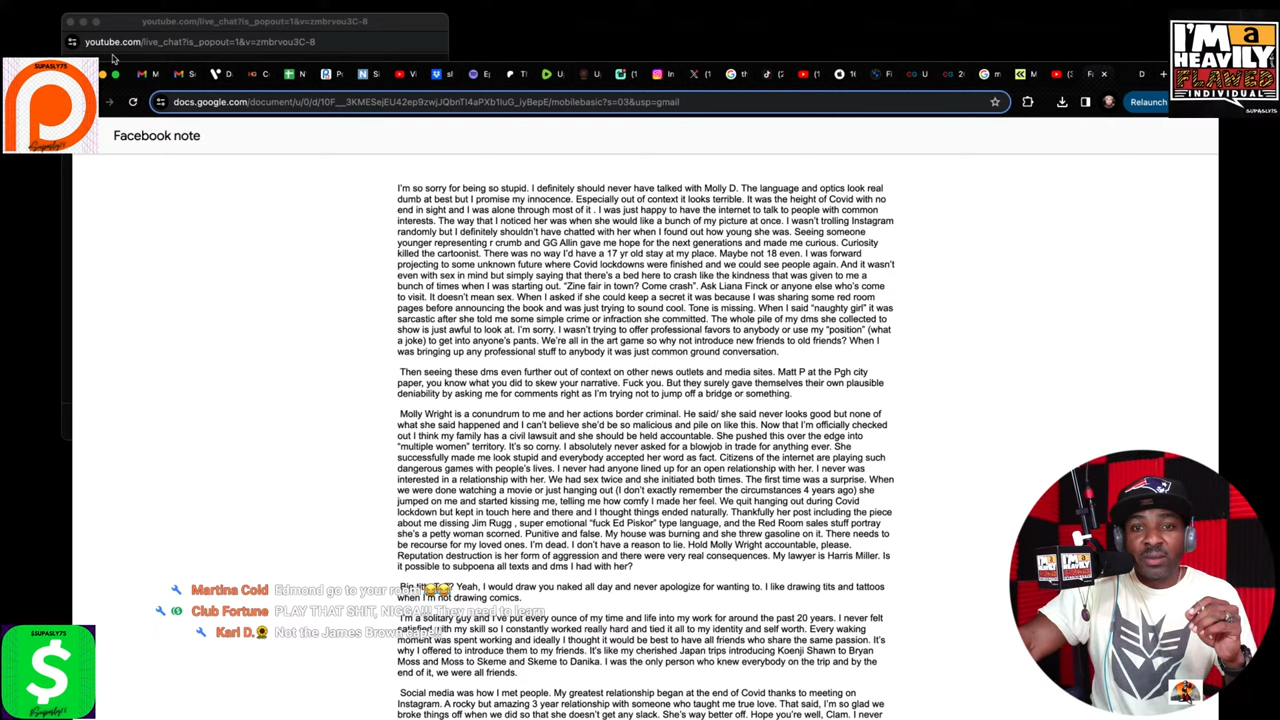 youtube.com/live_chat?is_popout=1&v=zmbrvou3C-8
youtube.com/live_chat?is_popout=1&v=zmbrvou3C-8
docs.google.com/document/u/0/d/10F__3KMESejEU42ep9zwjJQbnTl4aPXb1luG_iyBepE/mobilebasic?s=03&usp=gmail
Relaunch
I'M a
HEAVILY
FLAWED
INDIVIDUAL
SUPASLY75
Facebook note
I'm so sorry for being so stupid. I definitely should never have talked with Molly D. The language and optics look real
dumb at best but I promise my innocence. Especially out of context it looks terrible. It was the height of Covid with no
end in sight and I was alone through most of it . I was just happy to have the internet to talk to people with common
interests. The way that I noticed her was when she would like a bunch of my picture at once. I wasn't trolling Instagram
randomly but I definitely shouldn't have chatted with her when I found out how young she was. Seeing someone
younger representing r crumb and GG Allin gave me hope for the next generations and made me curious. Curiosity
killed the cartoonist. There was no way I'd have a 17 yr old stay at my place. Maybe not 18 even. I was forward
projecting to some unknown future where Covid lockdowns were finished and we could see people again. And it wasn't
even with sex in mind but simply saying that there's a bed here to crash like the kindness that was given to me a
bunch of times when I was starting out. "Zine fair in town? Come crash". Ask Liana Finck or anyone else who's come
to visit. It doesn't mean sex. When I asked if she could keep a secret it was because I was sharing some red room
pages before announcing the book and was just trying to sound cool. Tone is missing. When I said "naughty girl" it was
sarcastic after she told me some simple crime or infraction she committed. The whole pile of my dms she collected to
show is just awful to look at. I'm sorry. I wasn't trying to offer professional favors to anybody or use my "position" (what
a joke) to get into anyone's pants. We're all in the art game so why not introduce new friends to old friends? When I
was bringing up any professional stuff to anybody it was just common ground conversation.
Then seeing these dms even further out of context on other news outlets and media sites. Matt P at the Pgh city
paper, you know what you did to skew your narrative. Fuck you. But they surely gave themselves their own plausible
deniability by asking me for comments right as I'm trying not to jump off a bridge or something.
Molly Wright is a conundrum to me and her actions border criminal. He said/ she said never looks good but none of
what she said happened and I can't believe she'd be so malicious and pile on like this. Now that I'm officially checked
out I think my family has a civil lawsuit and she should be held accountable. She pushed this over the edge into
"multiple women" territory. It's so corny. I absolutely never asked for a blowjob in trade for anything ever. She
successfully made me look stupid and everybody accepted her word as fact. Citizens of the internet are playing such
dangerous games with people's lives. I never had anyone lined up for an open relationship with her. I never was
interested in a relationship with her. We had sex twice and she initiated both times. The first time was a surprise. When
we were done watching a movie or just hanging out (I don't exactly remember the circumstances 4 years ago) she
jumped on me and started kissing me, telling me how comfy I made her feel. We quit hanging out during Covid
lockdown but kept in touch here and there and I thought things ended naturally. Thankfully her post including the piece
about me dissing Jim Rugg , super emotional "fuck Ed Piskor" type language, and the Red Room sales stuff portray
she's a petty woman scorned. Punitive and false. My house was burning and she threw gasoline on it. There needs to
be recourse for my loved ones. I'm dead. I don't have a reason to lie. Hold Molly Wright accountable, please.
Reputation destruction is her form of aggression and there were very real consequences. My lawyer is Harris Miller. Is
it possible to subpoena all texts and dms I had with her?
Yeah, I would draw you naked all day and never apologize for wanting to. I like drawing tits and tattoos
when I'm not drawing comics.
I'm a solitary guy and I've put every ounce of my time and life into my work for around the past 20 years. I never felt
satisfied with my skill so I constantly worked really hard and tied it all to my identity and self worth. Every waking
moment was spent working and ideally I thought it would be best to have all friends who share the same passion. It's
why I offered to introduce them to my friends. It's like my cherished Japan trips introducing Koenji Shawn to Bryan
Moss and Moss to Skeme and Skeme to Danika. I was the only person who knew everybody on the trip and by the
end of it, we were all friends.
Social media was how I met people. My greatest relationship began at the end of Covid thanks to meeting on
Instagram. A rocky but amazing 3 year relationship with someone who taught me true love. That said, I'm so glad we
broke things off when we did so that she doesn't get any slack. She's way better off. Hope you're well, Clam. I never
Martina Cold Edmond go to your room😂😂
Club Fortune PLAY THAT SHIT, NIGGA!!! They need to learn
Karl D.🌻 Not the James Brown cape!!
@SUPASLY75
$UPASLY75
$